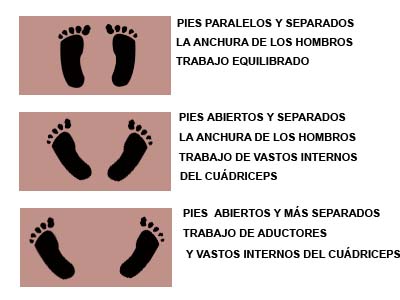 PIES PARALELOS Y SEPARADOS
LA ANCHURA DE LOS HOMBROS
TRABAJO EQUILIBRADO
PIES ABIERTOS Y SEPARADOS
LA ANCHURA DE LOS HOMBROS
TRABAJO DE VASTOS INTERNOS
DEL CUÁDRICEPS
PIES ABIERTOS Y MÁS SEPARADOS
TRABAJO DE ADUCTORES
Y VASTOS INTERNOS DEL CUÁDRICEPS